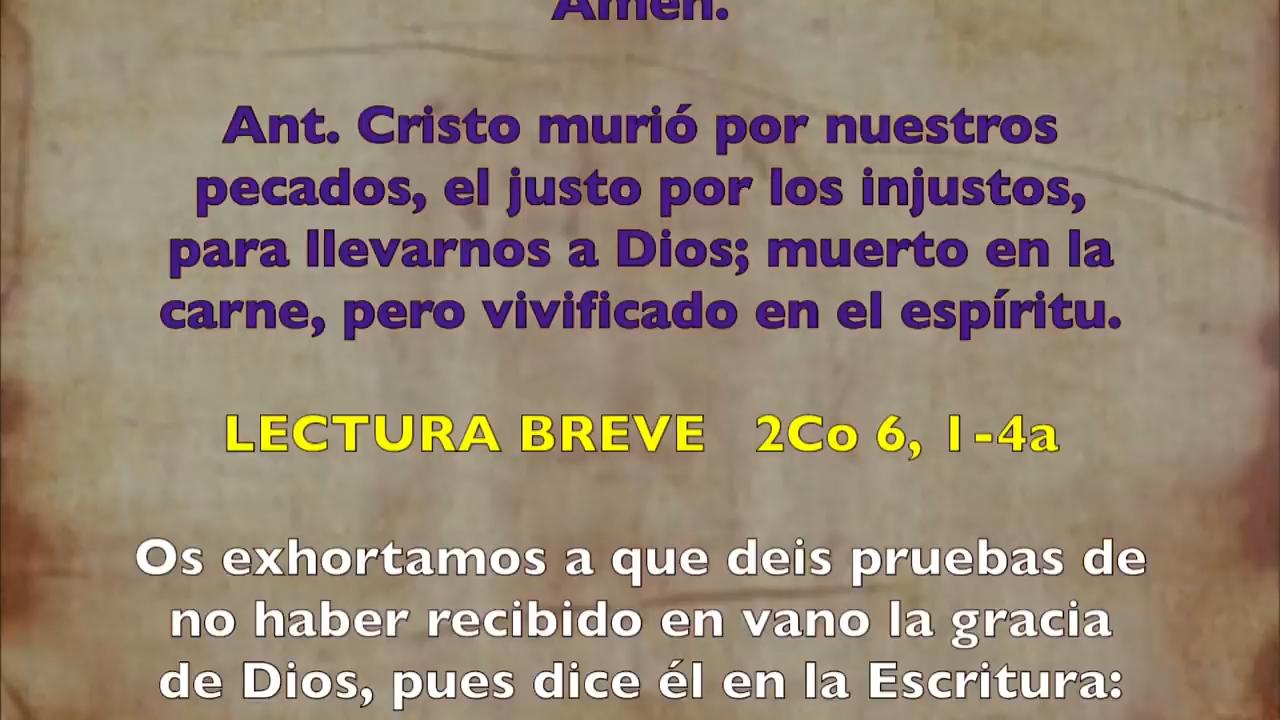 Amén.
Ant. Cristo murió por nuestros
pecados, el justo por los injustos,
para llevarnos a Dios; muerto en la
carne, pero vivificado en el espíritu.
LECTURA BREVE 2Co 6, 1-4a
Os exhortamos a que deis pruebas de
no haber recibido en vano la gracia
de Dios, pues dice él en la Escritura: